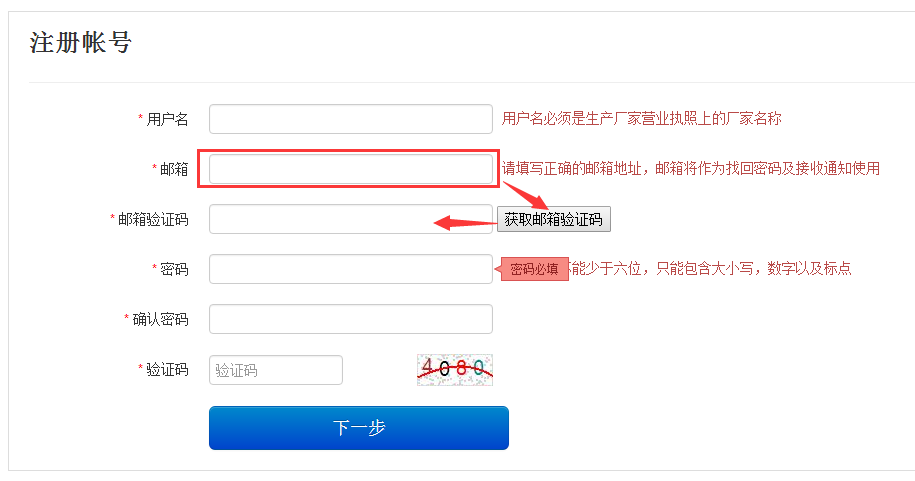 注册帐号
* 用户名 用户名必须是生产厂家营业执照上的厂家名称
* 邮箱 请填写正确的邮箱地址，邮箱将作为找回密码及接收通知使用
* 邮箱验证码 获取邮箱验证码
* 密码 密码必填 能少于六位，只能包含大小写，数字以及标点
* 确认密码
* 验证码 验证码 4080
下一步